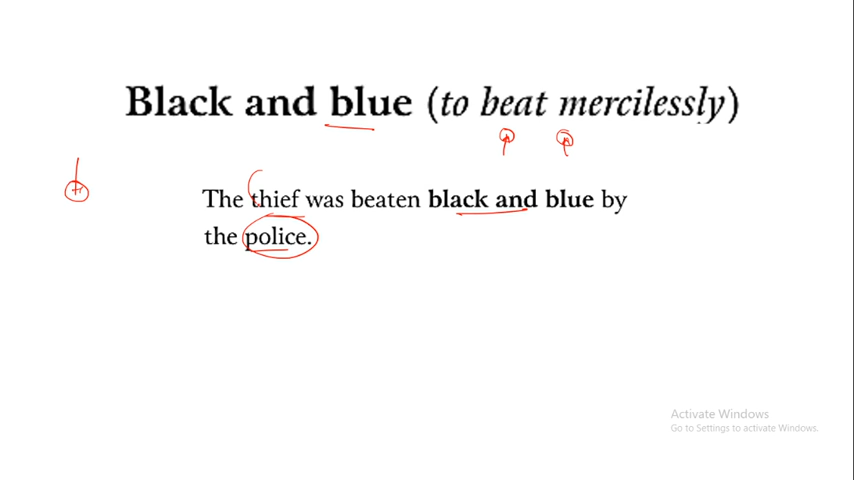 Black and blue (to beat mercilessly)
The thief was beaten black and blue by
the police.
Activate Windows
Go to Settings to activate Windows.